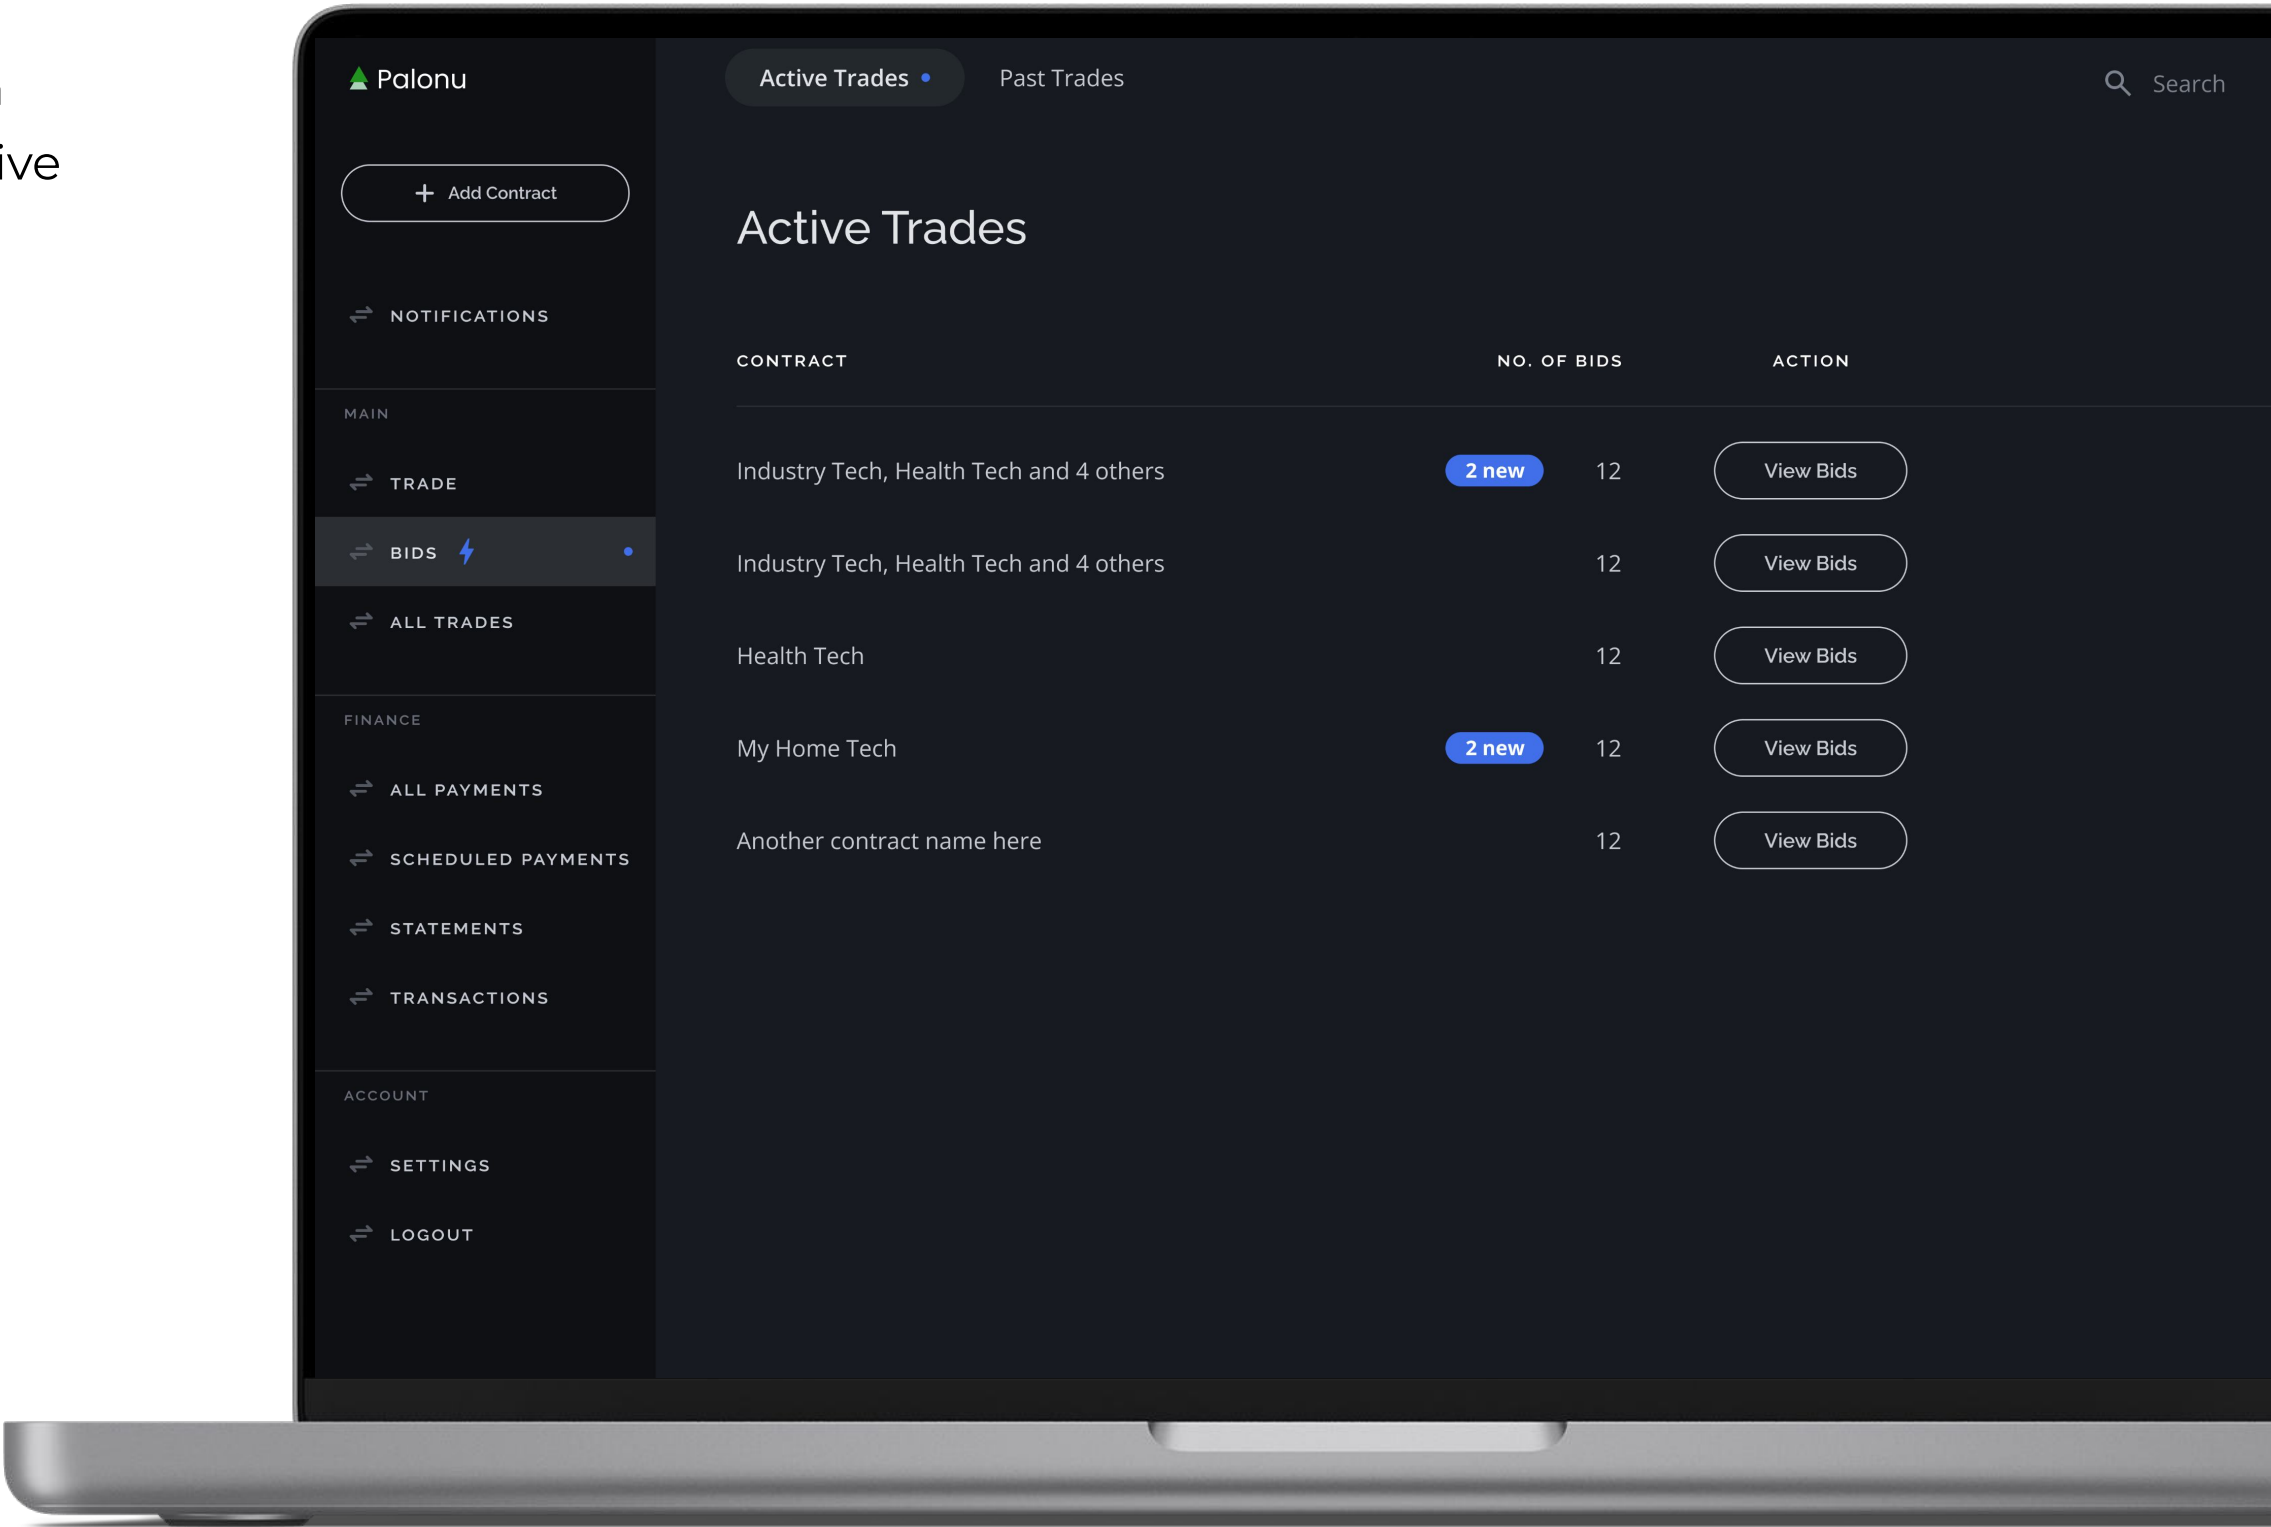 ive
Palonu
Active Trades
Past Trades
Search
Add Contract
Active Trades
NOTIFICATIONS
CONTRACT NO. OF BIDS ACTION
MAIN
Industry Tech, Health Tech and 4 others 2 new 12 View Bids
TRADE
BIDS
Industry Tech, Health Tech and 4 others 12 View Bids
ALL TRADES
Health Tech 12 View Bids
FINANCE
My Home Tech 2 new 12 View Bids
ALL PAYMENTS
Another contract name here 12 View Bids
SCHEDULED PAYMENTS
STATEMENTS
TRANSACTIONS
ACCOUNT
SETTINGS
LOGOUT